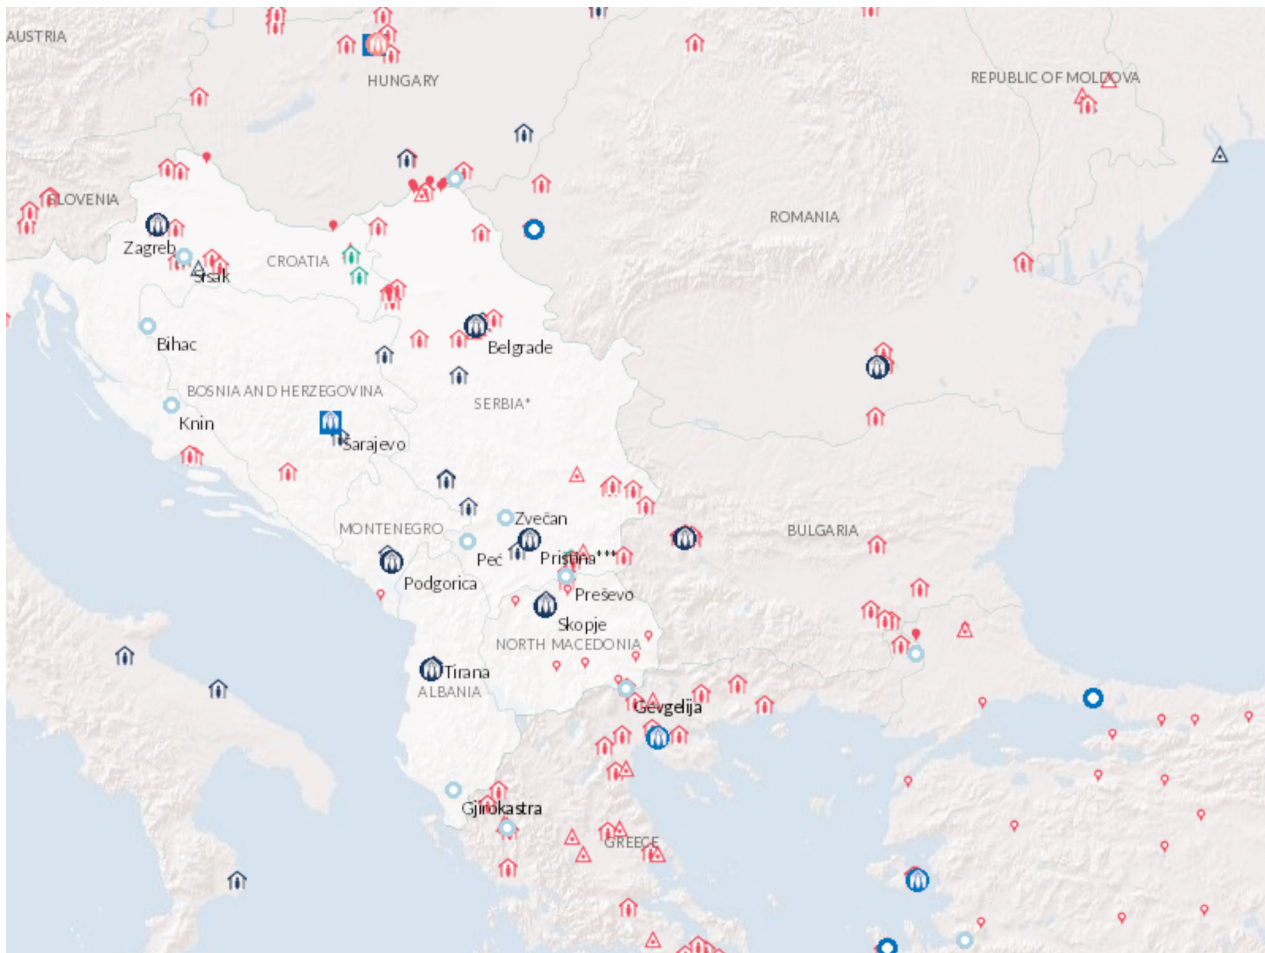 AUSTRIA
HUNGARY
REPUBLIC OF MOLDOVA
SLOVENIA
ROMANIA
Zagreb
CROATIA
Sisak
Bihac
Belgrade
BOSNIA AND HERZEGOVINA
SERBIA*
Knin
Sarajevo
Zvečan
MONTENEGRO
BULGARIA
Peć
Pristina***
Podgorica
Preševo
Skopje
NORTH MACEDONIA
Tirana
ALBANIA
Gevgelija
Gjirokastra
GREECE